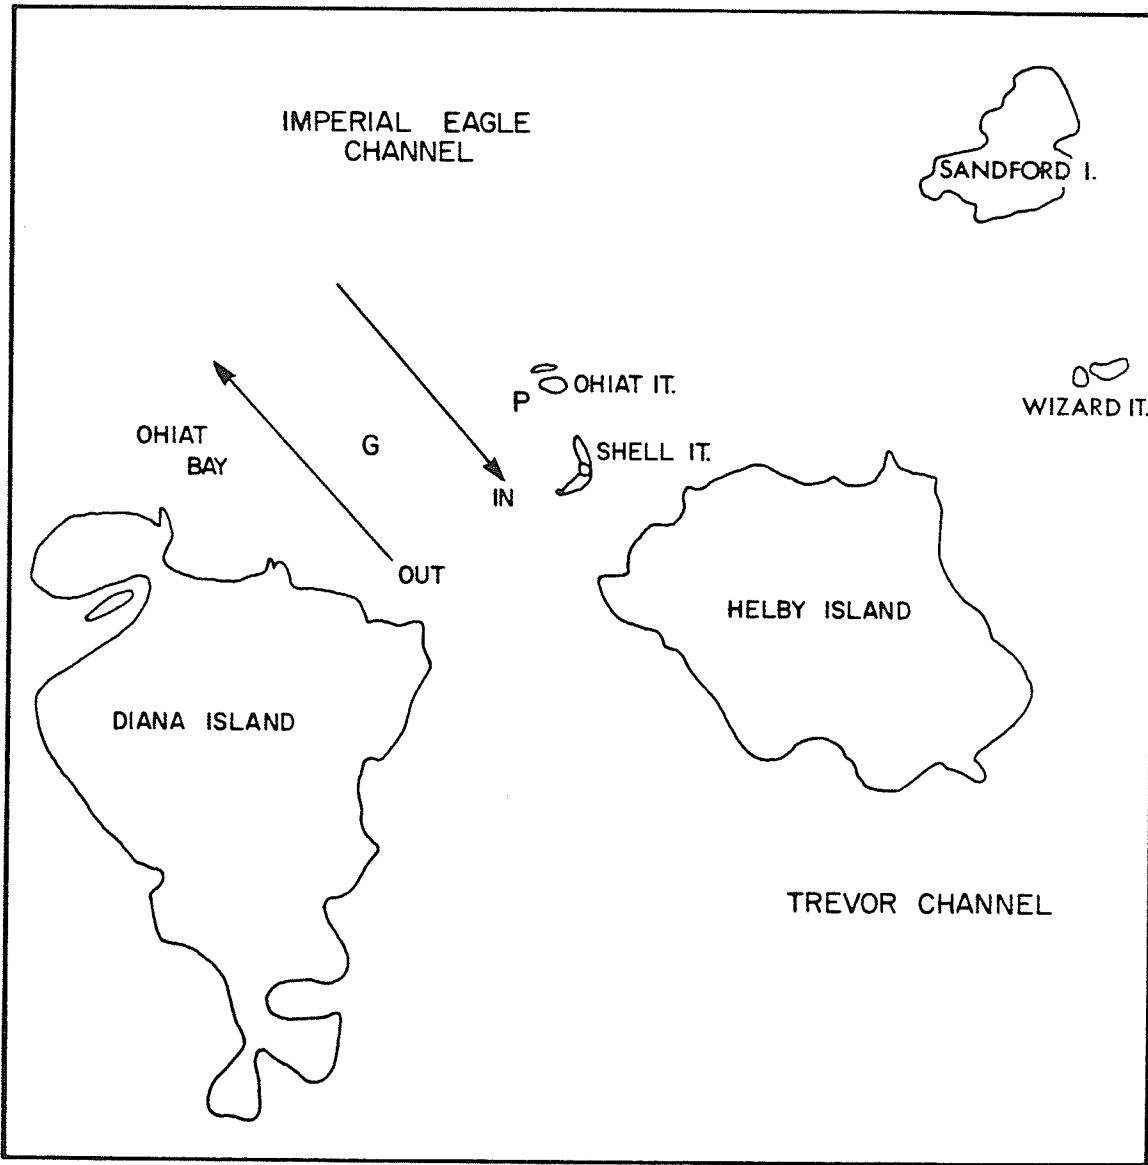 IMPERIAL EAGLE
CHANNEL
SANDFORD I.
P
OHIAT IT.
WIZARD IT.
OHIAT
BAY
G
SHELL IT.
IN
OUT
HELBY ISLAND
DIANA ISLAND
TREVOR CHANNEL